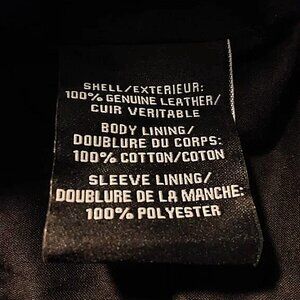 SHELL/EXTERIEUR:
100% GENUINE LEATHER/
CUIR VERITABLE
BODY LINING/
DOUBLURE DU CORPS:
100% COTTON/COTON
SLEEVE LINING/
DOUBLURE DE LA MANCHE:
100% POLYESTER